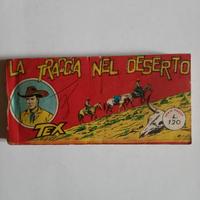 LA TRACCIA NEL DESERTO
TEX
L.
120